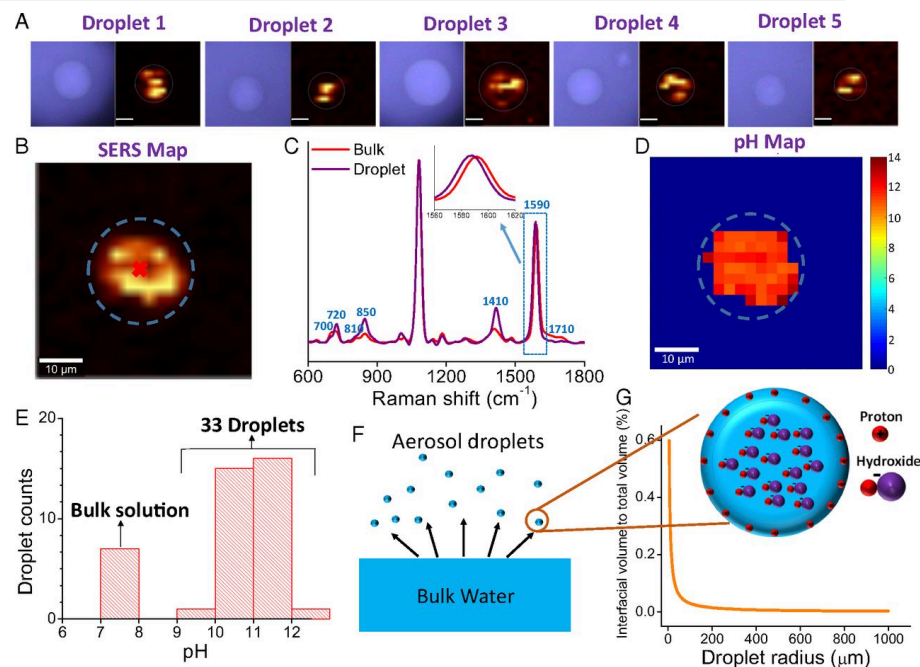 A
Droplet 1
Droplet 2
Droplet 3
Droplet 4
Droplet 5
B
SERS Map
10 µm
C
Bulk
Droplet
1560 1580 1600 1620
1590
700
720
810
850
1410
1710
600 900 1200 1500 1800
Raman shift (cm⁻¹)
D
pH Map
10 µm
14
12
10
8
6
4
2
0
E
33 Droplets
Bulk solution
Droplet counts
20
10
0
6 7 8 9 10 11 12
pH
F
Aerosol droplets
Bulk Water
G
Proton
Hydroxide
-
Interfacial volume to total volume (%)
0.6
0.4
0.2
0.0
0 200 400 600 800 1000
Droplet radius (µm)